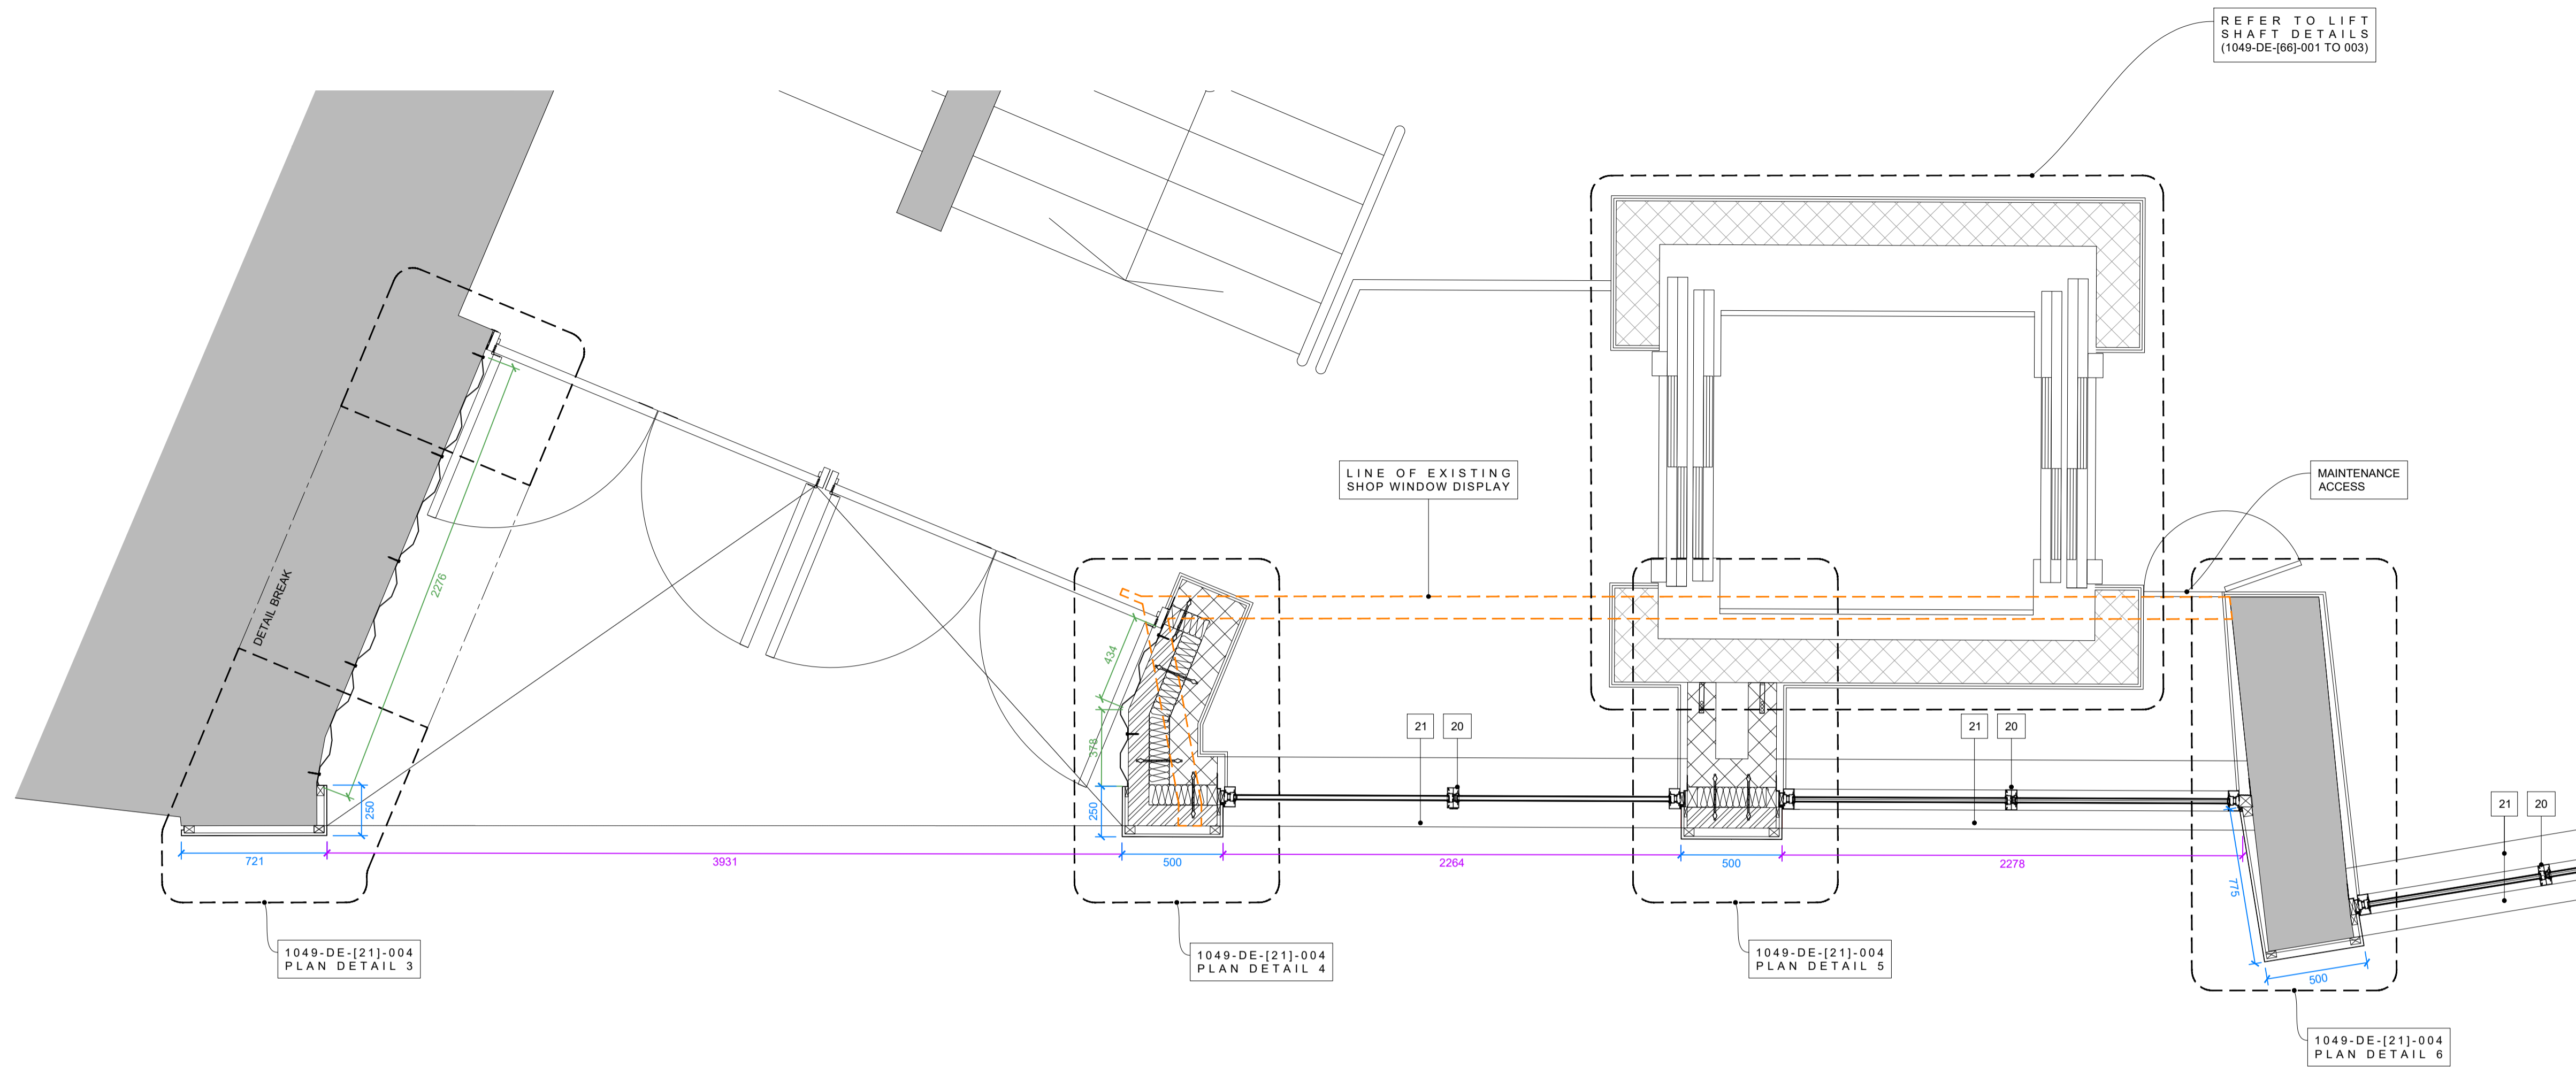 REFER TO LIFT
SHAFT DETAILS
(1049-DE-[66]-001 TO 003)
LINE OF EXISTING
SHOP WINDOW DISPLAY
MAINTENANCE
ACCESS
DETAIL BREAK
2276
434
378
250
250
721
3931
500
2264
500
2278
775
500
21
20
21
20
21
20
1049-DE-[21]-004
PLAN DETAIL 3
1049-DE-[21]-004
PLAN DETAIL 4
1049-DE-[21]-004
PLAN DETAIL 5
1049-DE-[21]-004
PLAN DETAIL 6